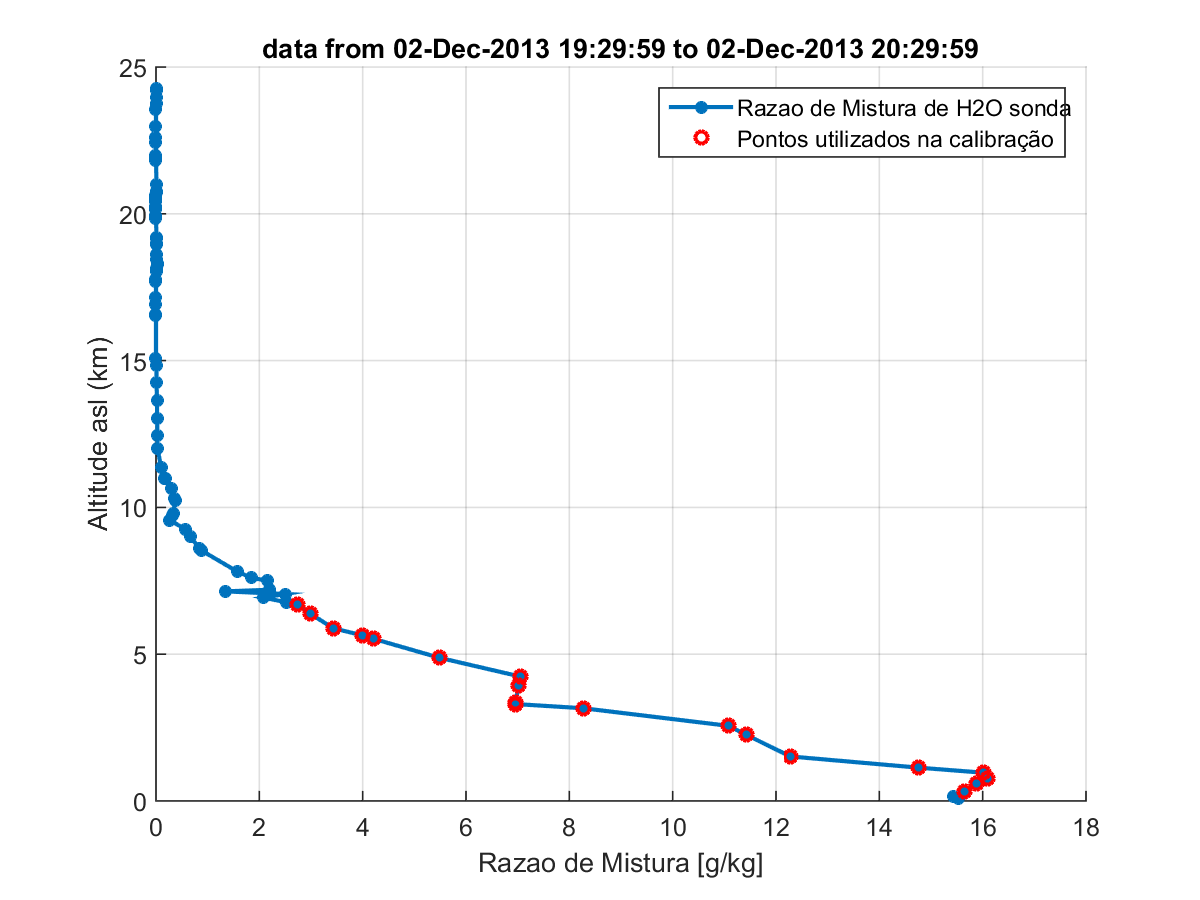 data from 02-Dec-2013 19:29:59 to 02-Dec-2013 20:29:59
Razao de Mistura de H2O sonda
Pontos utilizados na calibração
25
20
15
10
5
0
Altitude asl (km)
0 2 4 6 8 10 12 14 16 18
Razao de Mistura [g/kg]